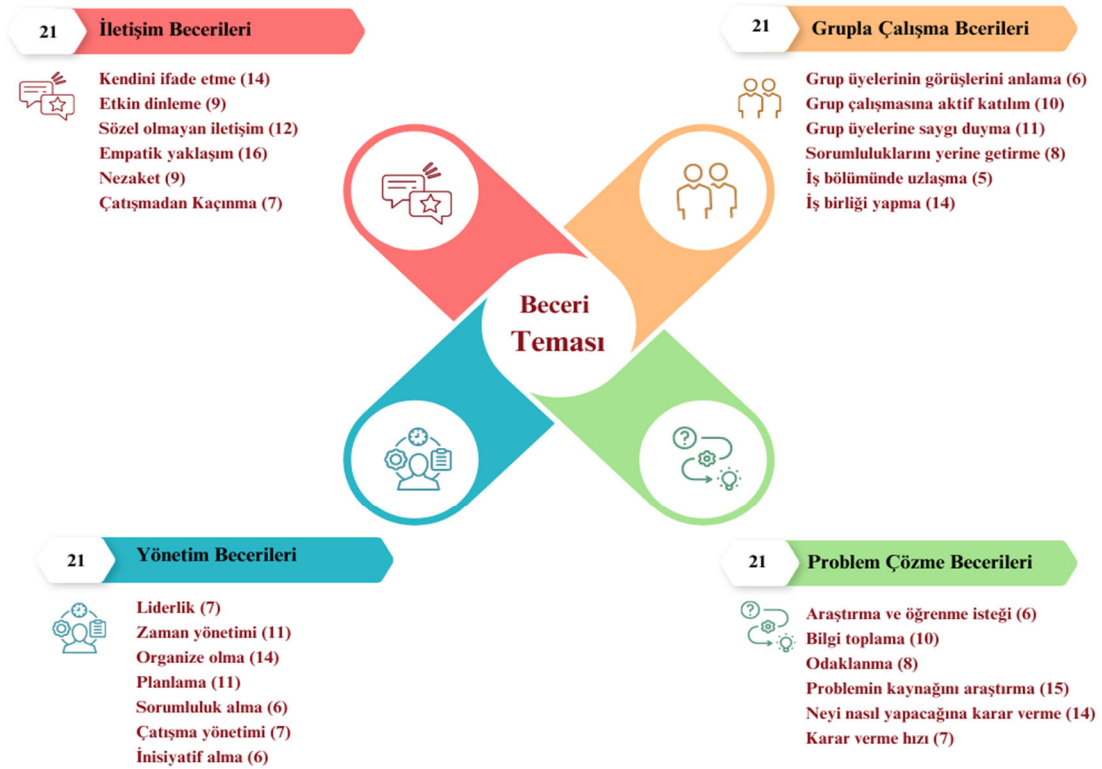 21
İletişim Becerileri
Kendini ifade etme (14)
Etkin dinleme (9)
Sözel olmayan iletişim (12)
Empatik yaklaşım (16)
Nezaket (9)
Çatışmadan Kaçınma (7)
21
Grupla Çalışma Bcerileri
Grup üyelerinin görüşlerini anlama (6)
Grup çalışmasına aktif katılım (10)
Grup üyelerine saygı duyma (11)
Sorumluluklarını yerine getirme (8)
İş bölümünde uzlaşma (5)
İş birliği yapma (14)
Beceri
Teması
21
Yönetim Becerileri
Liderlik (7)
Zaman yönetimi (11)
Organize olma (14)
Planlama (11)
Sorumluluk alma (6)
Çatışma yönetimi (7)
İnisiyatif alma (6)
21
Problem Çözme Becerileri
Araştırma ve öğrenme isteği (6)
Bilgi toplama (10)
Odaklanma (8)
Problemin kaynağını araştırma (15)
Neyi nasıl yapacağına karar verme (14)
Karar verme hızı (7)